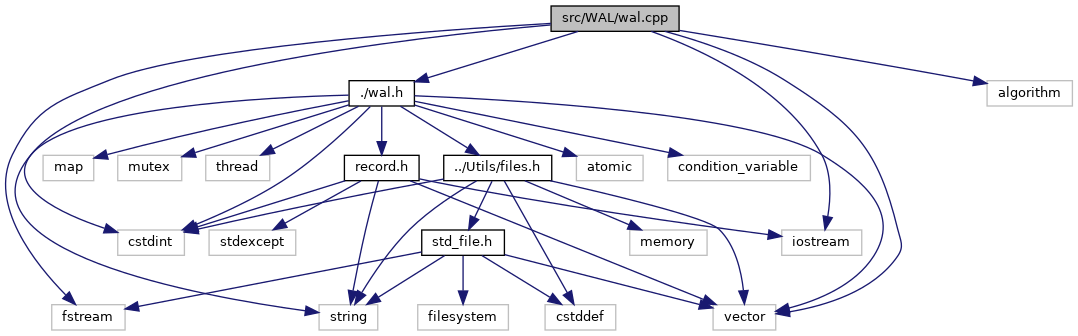 src/WAL/wal.cpp
./wal.h
algorithm
map
mutex
thread
record.h
../Utils/files.h
atomic
condition_variable
cstdint
stdexcept
std_file.h
memory
iostream
fstream
string
filesystem
cstddef
vector